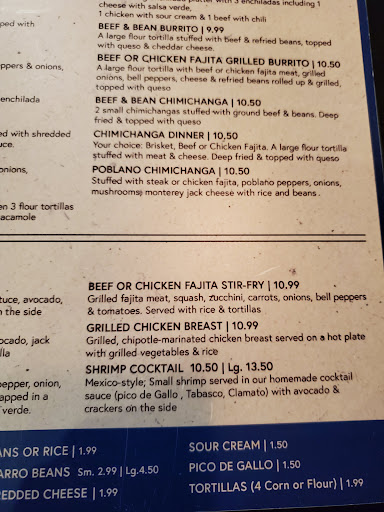 platter with 3 enchiladas including 1
cheese with salsa verde,
1 chicken with sour cream & 1 beef with chili
BEEF & BEAN BURRITO | 9.99
A large flour tortilla stuffed with beef & refried beans, topped
with queso & cheddar cheese.
BEEF OR CHICKEN FAJITA GRILLED BURRITO | 10.50
A large flour tortilla with beef or chicken fajita meat, grilled
onions, bell peppers, cheese & refried beans rolled up & grilled,
topped with queso
BEEF & BEAN CHIMICHANGA | 10.50
2 small chimichangas stuffed with ground beef & beans. Deep
fried & topped with queso
CHIMICHANGA DINNER | 10,50
Your choice: Brisket, Beef or Chicken Fajita. A large flour tortilla
stuffed with meat & cheese. Deep fried & topped with queso
POBLANO CHIMICHANGA | 10.50
Stuffed with steak or chicken fajita, poblano peppers, onions,
mushrooms, monterey jack cheese with rice and beans
pped with
peppers & onions,
enchilada
ed with shredded
uce.
onions,
en 3 flour tortillas
acamole
BEEF OR CHICKEN FAJITA STIR-FRY | 10.99
Grilled fajita meat, squash, zucchini, carrots, onions, bell peppers
& tomatoes. Served with rice & tortillas
GRILLED CHICKEN BREAST | 10.99
Grilled, chipotle-marinated chicken breast served on a hot plate
with grilled vegetables & rice
SHRIMP COCKTAIL 10.50 | Lg. 13.50
Mexico-style; Small shrimp served in our homemade cocktail
sauce (pico de Gallo , Tabasco, Clamato) with avocado &
crackers on the side
tuce, avocado,
n the side
ocado, jack
lla
pepper, onion,
apped in a
verde.
ANS OR RICE | 1.99
ARRO BEANS Sm. 2.99 | Lg.4.50
REDDED CHEESE | 1.99
SOUR CREAM | 1.50
PICO DE GALLO | 1.50
TORTILLAS (4 Corn or Flour) | 1.99